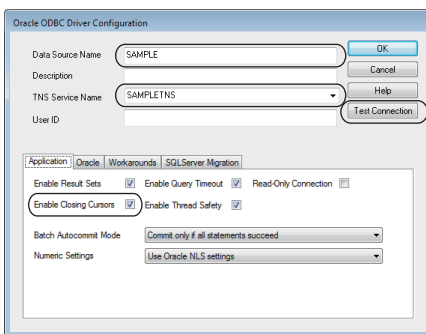 Oracle ODBC Driver Configuration
Data Source Name SAMPLE OK
Description Cancel
TNS Service Name SAMPLETNS Help
User ID Test Connection
Application Oracle Workarounds SQLServer Migration
Enable Result Sets Enable Query Timeout Read-Only Connection
Enable Closing Cursors Enable Thread Safety
Batch Autocommit Mode Commit only if all statements succeed
Numeric Settings Use Oracle NLS settings